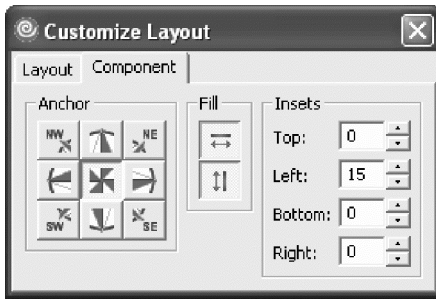 Customize Layout
Layout Component
Anchor Fill Insets
NW NE
SW SE
Top: 0
Left: 15
Bottom: 0
Right: 0